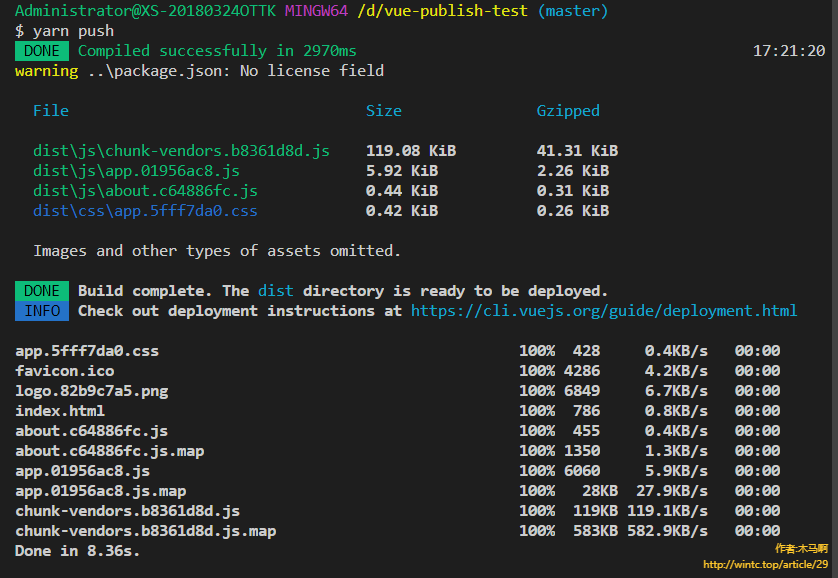 Administrator@XS-20180324OTTK MINGW64 /d/vue-publish-test (master)
$ yarn push
DONE Compiled successfully in 2970ms 17:21:20
warning ..\package.json: No license field
File Size Gzipped
dist\js\chunk-vendors.b8361d8d.js 119.08 KiB 41.31 KiB
dist\js\app.01956ac8.js 5.92 KiB 2.26 KiB
dist\js\about.c64886fc.js 0.44 KiB 0.31 KiB
dist\css\app.5fff7da0.css 0.42 KiB 0.26 KiB
Images and other types of assets omitted.
DONE Build complete. The dist directory is ready to be deployed.
INFO Check out deployment instructions at https://cli.vuejs.org/guide/deployment.html
app.5fff7da0.css 100% 428 0.4KB/s 00:00
favicon.ico 100% 4286 4.2KB/s 00:00
logo.82b9c7a5.png 100% 6849 6.7KB/s 00:00
index.html 100% 786 0.8KB/s 00:00
about.c64886fc.js 100% 455 0.4KB/s 00:00
about.c64886fc.js.map 100% 1350 1.3KB/s 00:00
app.01956ac8.js 100% 6060 5.9KB/s 00:00
app.01956ac8.js.map 100% 28KB 27.9KB/s 00:00
chunk-vendors.b8361d8d.js 100% 119KB 119.1KB/s 00:00
chunk-vendors.b8361d8d.js.map 100% 583KB 582.9KB/s 00:00
Done in 8.36s.
作者:木马啊
http://wintc.top/article/29